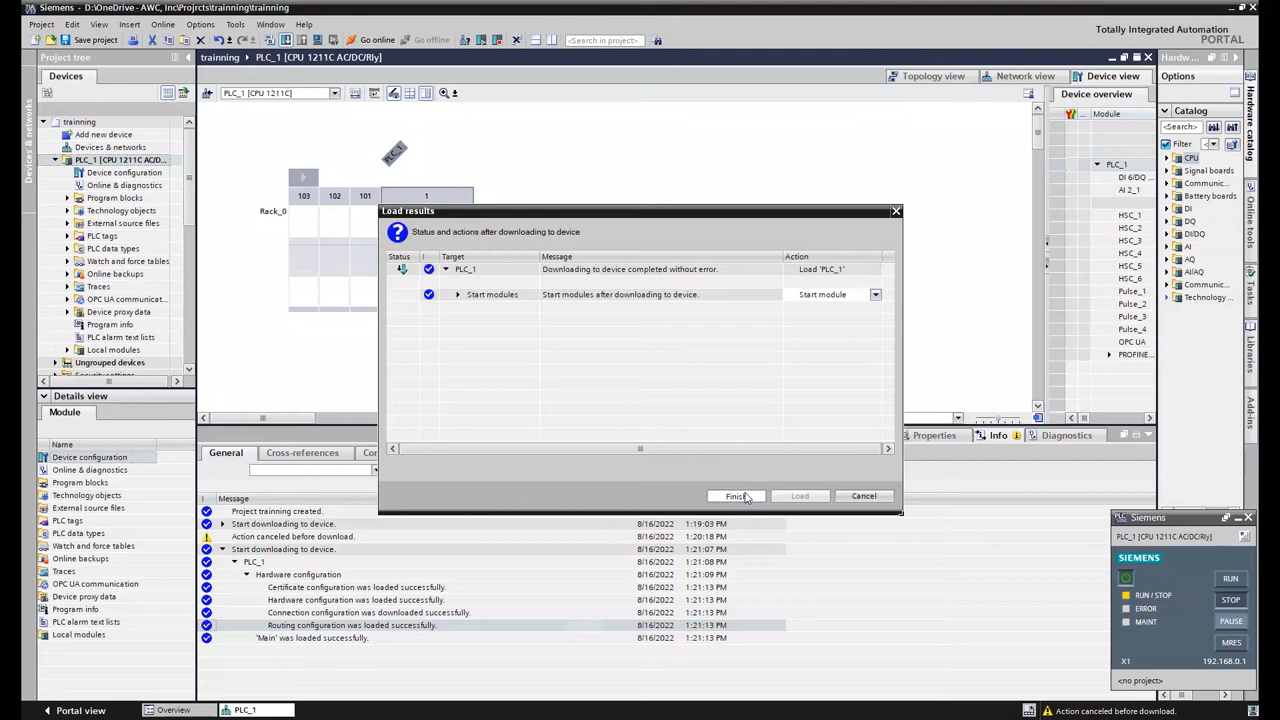 Siemens - D:\OneDrive - AWC, Inc\Projrcts\trainning\trainning
Project Edit View Insert Online Options Tools Window Help
Totally Integrated Automation
PORTAL
Save project Go online Go offline <Search in project>
Project tree
trainning ▸ PLC_1 [CPU 1211C AC/DC/Rly]
Hardw...
Devices
Topology view Network view Device view
Options
PLC_1 [CPU 1211C]
Device overview
Module
Catalog
<Search>
Filter
trainning
Add new device
Devices & networks
PLC_1 [CPU 1211C AC/D...
Device configuration
Online & diagnostics
Program blocks
Technology objects
External source files
PLC tags
PLC data types
Watch and force tables
Online backups
Traces
OPC UA communicat...
Device proxy data
Program info
PLC alarm text lists
Local modules
Ungrouped devices
Devices & networks
PLC_1
103 102 101 1
Rack_0
PLC_1
DI 6/DQ ...
AI 2_1
HSC_1
HSC_2
HSC_3
HSC_4
HSC_5
HSC_6
Pulse_1
Pulse_2
Pulse_3
Pulse_4
OPC UA
PROFINE...
CPU
Signal boards
Communic...
Battery boards
DI
DQ
DI/DQ
AI
AQ
AI/AQ
Communic...
Technology ...
Hardware catalog
Online tools
Libraries
Add-ins
Load results
Status and actions after downloading to device
Status ! Target Message Action
PLC_1 Downloading to device completed without error. Load 'PLC_1'
Start modules Start modules after downloading to device. Start module
Finish Load Cancel
Details view
Module
Name
Device configuration
Online & diagnostics
Program blocks
Technology objects
External source files
PLC tags
PLC data types
Watch and force tables
Online backups
Traces
OPC UA communication
Device proxy data
Program info
PLC alarm text lists
Local modules
Properties Info Diagnostics
General Cross-references
! Message
Project trainning created.
Start downloading to device. 8/16/2022 1:19:03 PM
Action canceled before download. 8/16/2022 1:20:18 PM
Start downloading to device. 8/16/2022 1:21:07 PM
PLC_1 8/16/2022 1:21:08 PM
Hardware configuration 8/16/2022 1:21:09 PM
Certificate configuration was loaded successfully. 8/16/2022 1:21:13 PM
Hardware configuration was loaded successfully. 8/16/2022 1:21:13 PM
Connection configuration was downloaded successfully. 8/16/2022 1:21:13 PM
Routing configuration was loaded successfully. 8/16/2022 1:21:13 PM
'Main' was loaded successfully. 8/16/2022 1:21:13 PM
Siemens
PLC_1 [CPU 1211C AC/DC/Rly]
SIEMENS
RUN
RUN / STOP STOP
ERROR
MAINT PAUSE
MRES
X1 192.168.0.1
<no project>
Portal view Overview PLC_1 Action canceled before download.